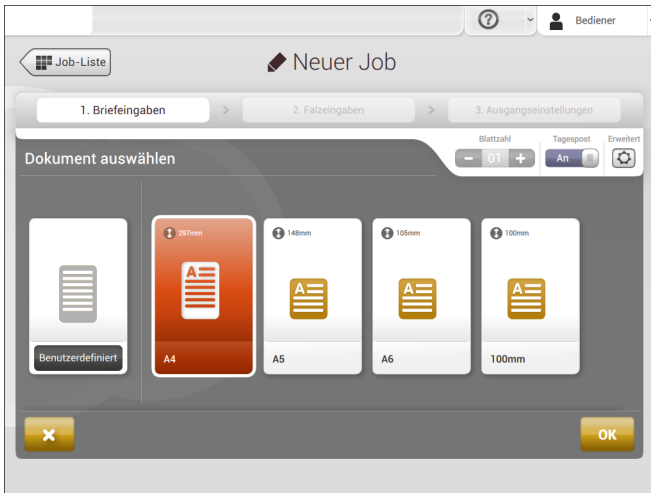 ?
Bediener
Job-Liste
Neuer Job
1. Briefeingaben
>
2. Falzeingaben
>
3. Ausgangseinstellungen
Dokument auswählen
Blattzahl
Tagespost
Erweitert
- 01 +
An
297mm
148mm
105mm
100mm
A
A
A
A
Benutzerdefiniert
A4
A5
A6
100mm
OK